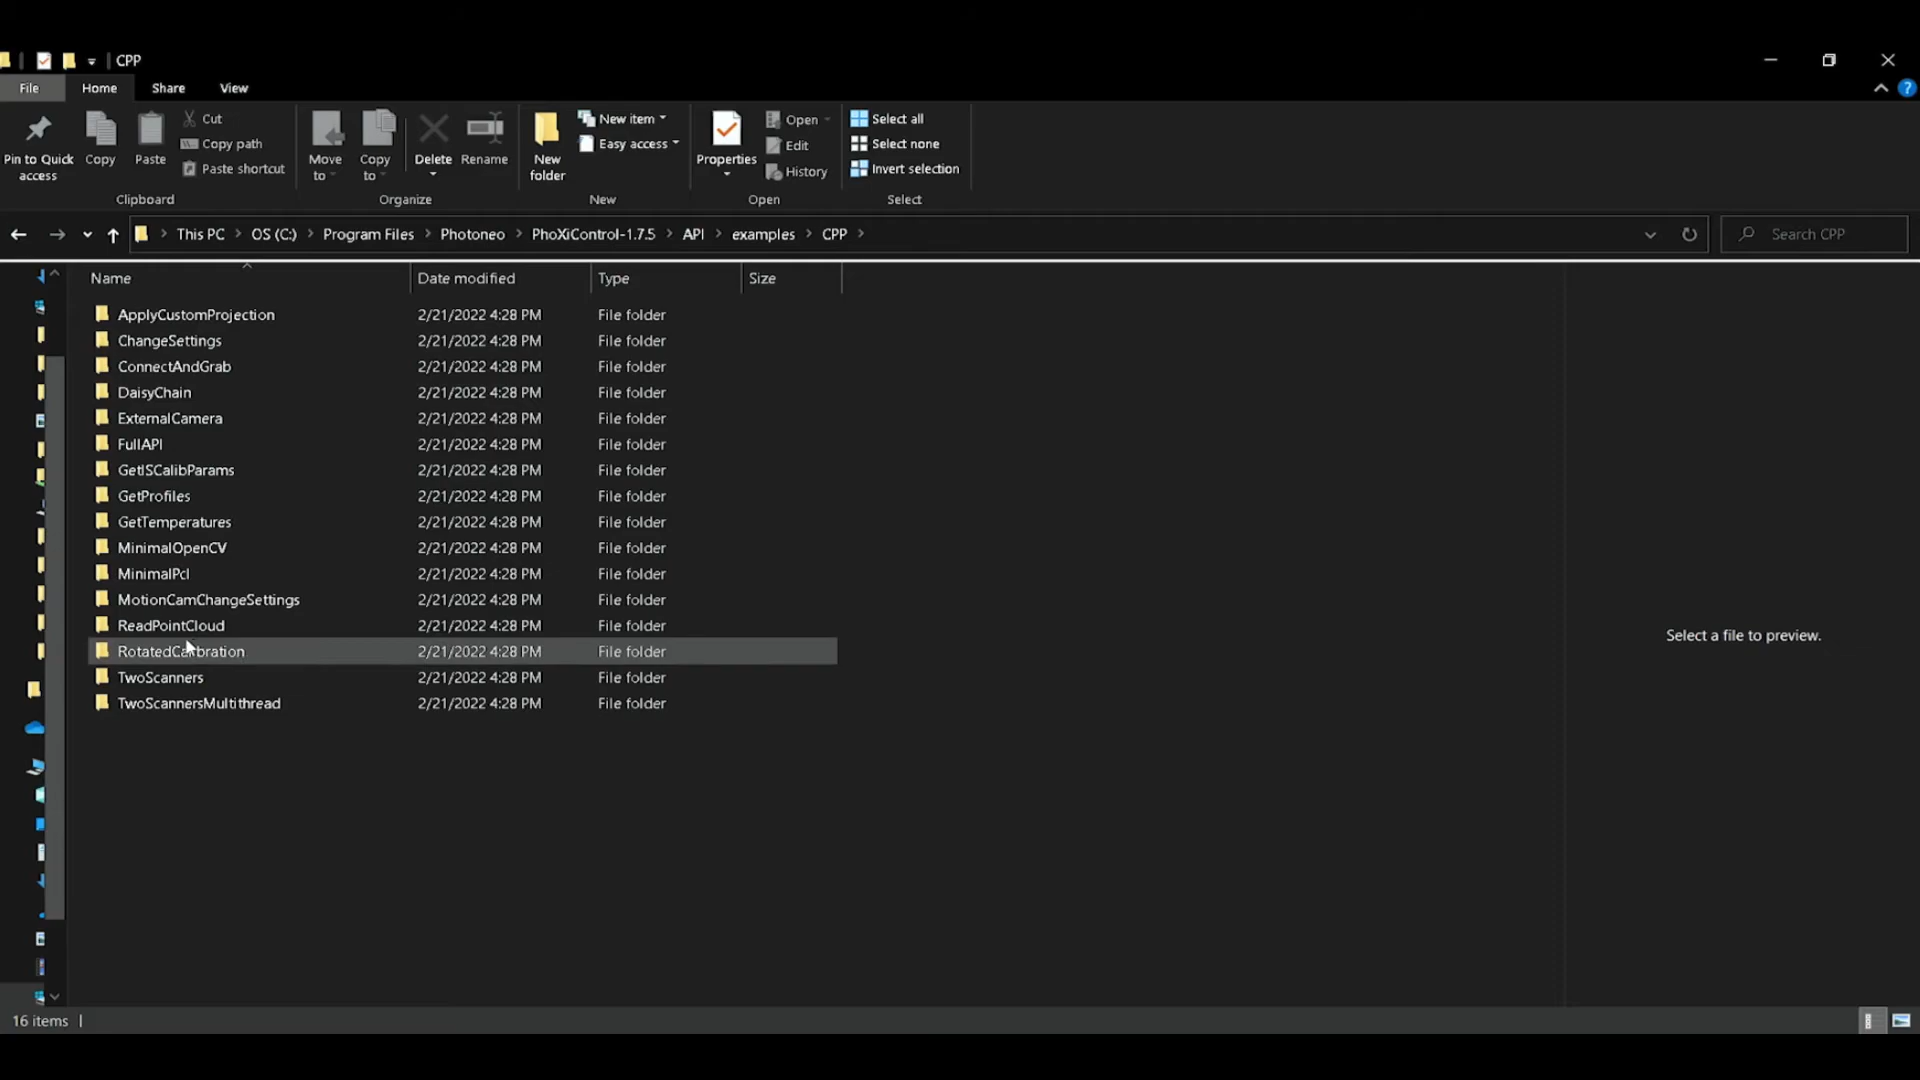 CPP
File Home Share View
Pin to Quick access
Copy
Paste
Cut
Copy path
Paste shortcut
Clipboard
Move to
Copy to
Delete
Rename
Organize
New folder
New item
Easy access
New
Properties
Open
Edit
History
Open
Select all
Select none
Invert selection
Select
This PC > OS (C:) > Program Files > Photoneo > PhoXiControl-1.7.5 > API > examples > CPP >
Search CPP
Name Date modified Type Size
ApplyCustomProjection 2/21/2022 4:28 PM File folder
ChangeSettings 2/21/2022 4:28 PM File folder
ConnectAndGrab 2/21/2022 4:28 PM File folder
DaisyChain 2/21/2022 4:28 PM File folder
ExternalCamera 2/21/2022 4:28 PM File folder
FullAPI 2/21/2022 4:28 PM File folder
GetISCalibParams 2/21/2022 4:28 PM File folder
GetProfiles 2/21/2022 4:28 PM File folder
GetTemperatures 2/21/2022 4:28 PM File folder
MinimalOpenCV 2/21/2022 4:28 PM File folder
MinimalPcl 2/21/2022 4:28 PM File folder
MotionCamChangeSettings 2/21/2022 4:28 PM File folder
ReadPointCloud 2/21/2022 4:28 PM File folder
RotatedCalibration 2/21/2022 4:28 PM File folder
TwoScanners 2/21/2022 4:28 PM File folder
TwoScannersMultithread 2/21/2022 4:28 PM File folder
Select a file to preview.
16 items